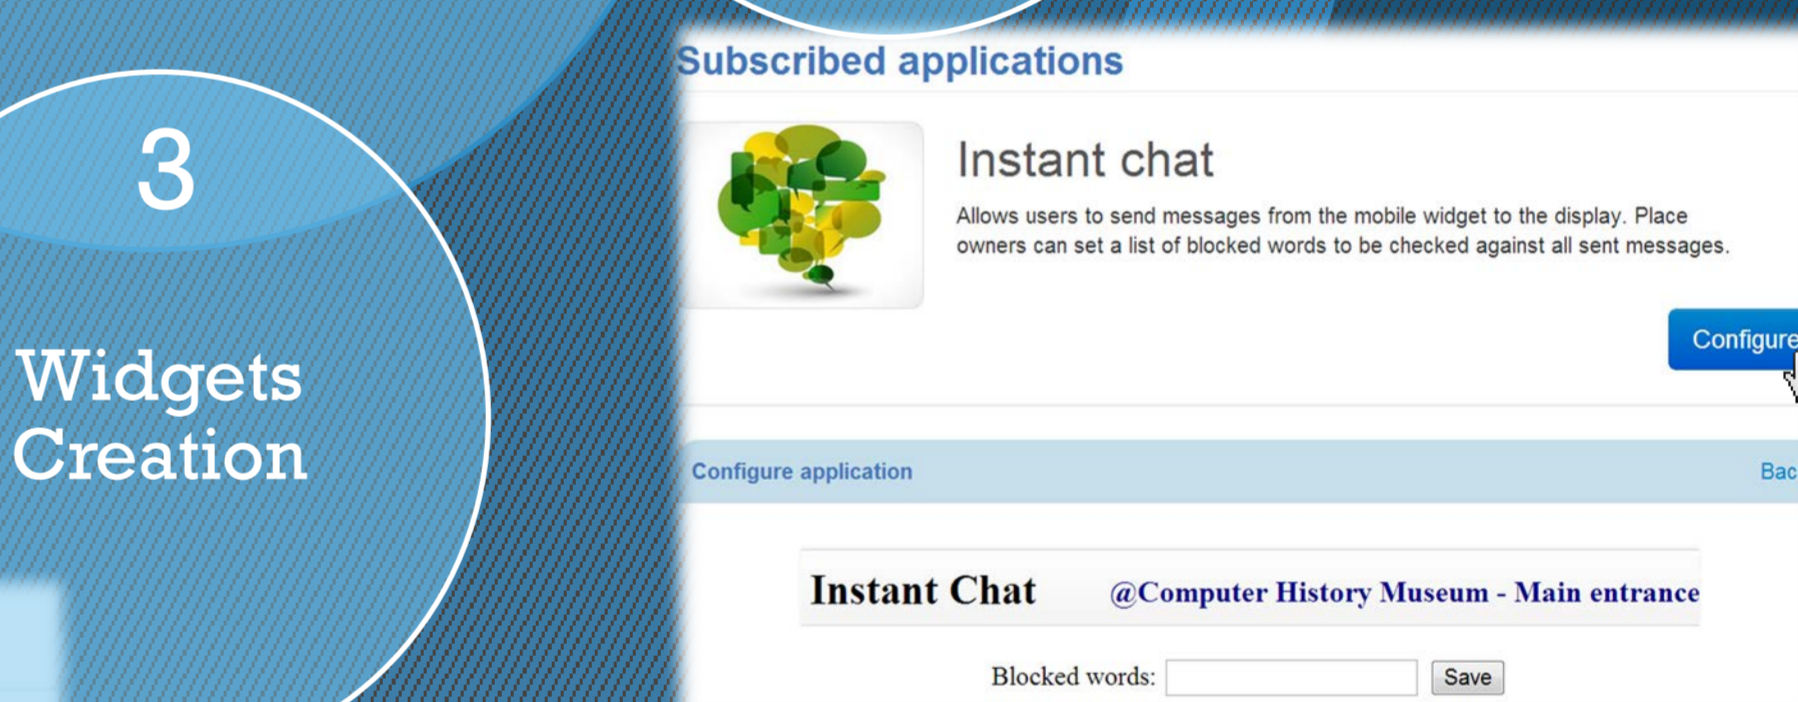 3
Widgets
Creation
Subscribed applications
Instant chat
Allows users to send messages from the mobile widget to the display. Place
owners can set a list of blocked words to be checked against all sent messages.
Configure
Configure application
Bac
Instant Chat @Computer History Museum - Main entrance
Blocked words: Save